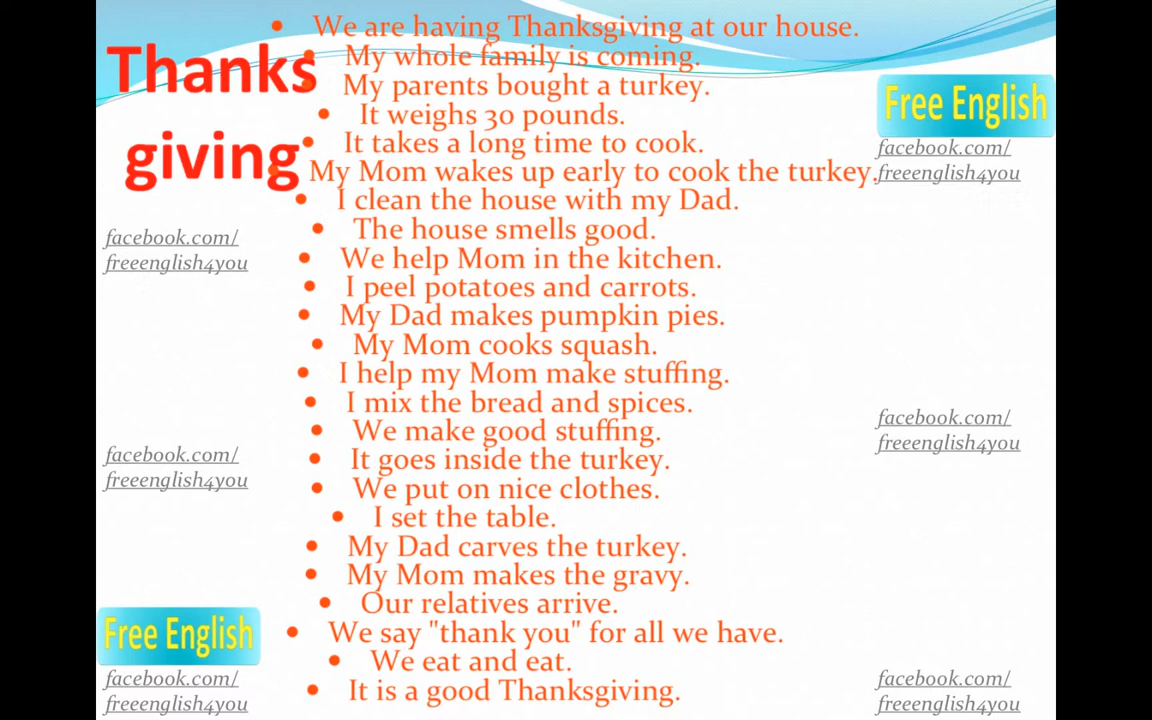 Thanks
giving
• We are having Thanksgiving at our house.
• My whole family is coming.
• My parents bought a turkey.
• It weighs 30 pounds.
• It takes a long time to cook.
• My Mom wakes up early to cook the turkey.
• I clean the house with my Dad.
• The house smells good.
• We help Mom in the kitchen.
• I peel potatoes and carrots.
• My Dad makes pumpkin pies.
• My Mom cooks squash.
• I help my Mom make stuffing.
• I mix the bread and spices.
• We make good stuffing.
• It goes inside the turkey.
• We put on nice clothes.
• I set the table.
• My Dad carves the turkey.
• My Mom makes the gravy.
• Our relatives arrive.
• We say "thank you" for all we have.
• We eat and eat.
• It is a good Thanksgiving.
facebook.com/
freeenglish4you
facebook.com/
freeenglish4you
Free English
facebook.com/
freeenglish4you
Free English
facebook.com/
freeenglish4you
facebook.com/
freeenglish4you
facebook.com/
freeenglish4you